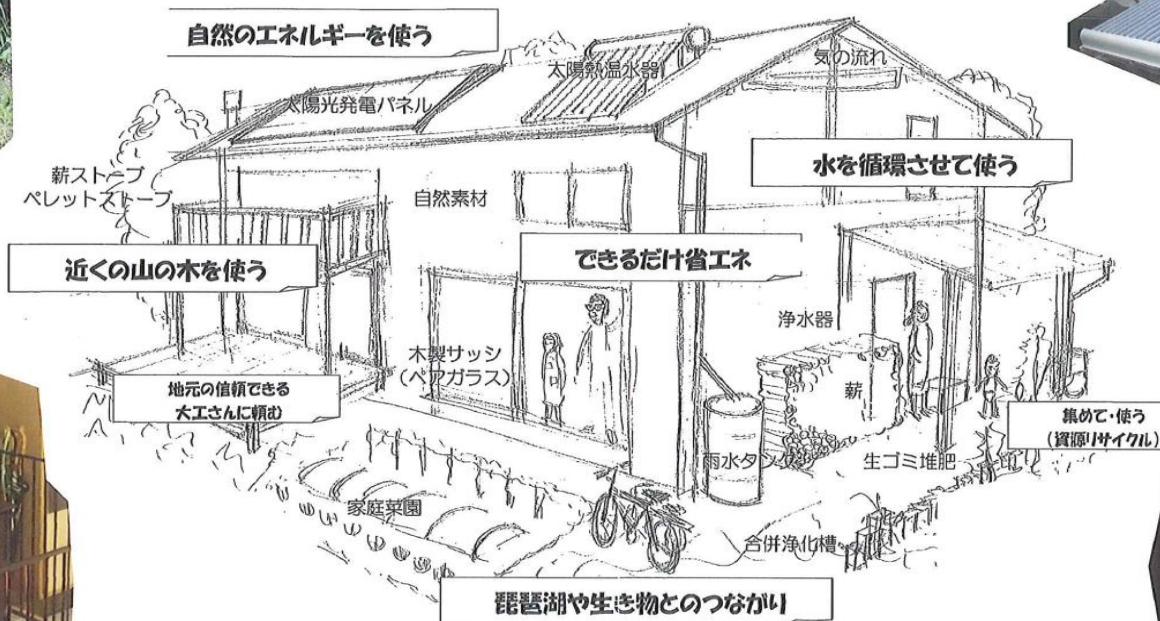 自然のエネルギーを使う
太陽熱温水器
気の流れ
太陽光発電パネル
水を循環させて使う
薪ストーブ
ペレットストーブ
自然素材
近くの山の木を使う
できるだけ省エネ
浄水器
木製サッシ
（ペアガラス）
地元の信頼できる
大工さんに頼む
薪
集めて・使う
（資源リサイクル）
雨水タンク
生ゴミ堆肥
家庭菜園
合併浄化槽
琵琶湖や生き物とのつながり